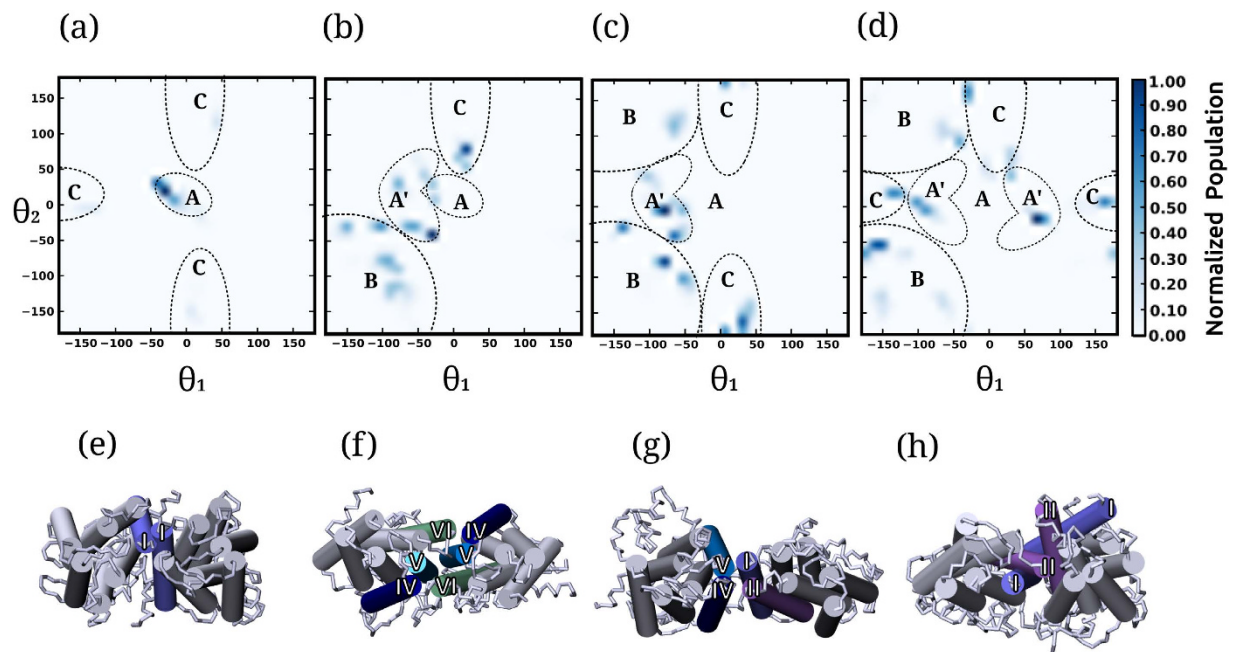 (a) (b) (c) (d)
C C B C B C 1.00
150 0.90
100 0.80
50 0.70
θ2 0 C A A' A A' A C A' A A' C 0.60
0.50
−50 0.40
−100 C B B C B 0.30
0.20
−150 0.10
0.00
Normalized Population
−150 −100 −50 0 50 100 150 −150 −100 −50 0 50 100 150 −150 −100 −50 0 50 100 150 −150 −100 −50 0 50 100 150
θ1 θ1 θ1 θ1
(e) (f) (g) (h)
I I
VI IV
V V
IV VI
V I
IV II
II I
II
I